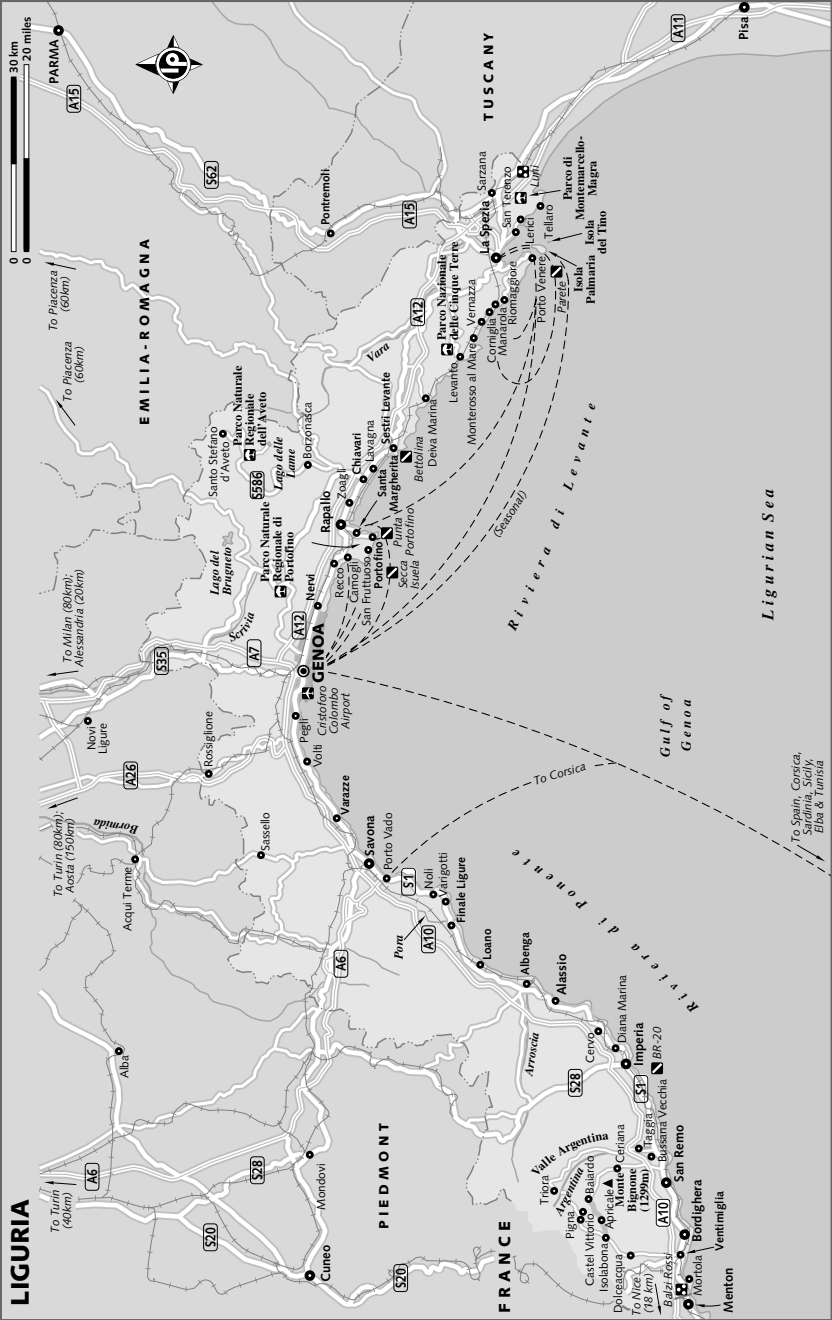 LIGURIA
0 30 km
0 20 miles
lp
PARMA
A15
S62
Pontremoli
A15
TUSCANY
A11
Pisa
EMILIA-ROMAGNA
To Piacenza
(60km)
To Piacenza
(60km)
Sarzana
San Terenzo
Luni
Parco di
Montemarcello-
Magra
La Spezia
Lerici
Tellaro
Isola
del Tino
Isola
Palmaria
Porto Venere
Parete
Parco Nazionale
delle Cinque Terre
Vernazza
Riomaggiore
Manarola
Corniglia
Monterosso al Mare
Levanto
A12
Vara
Deiva Marina
Sestri Levante
Bettolina
Santo Stefano
d'Aveto
Parco Naturale
Regionale
dell'Aveto
S586
Lago delle
Lame
Borzonasca
Lavagna
Chiavari
Zoagli
Santa
Margherita
Rapallo
Punta
Portofino
Portofino
Secca
Isuela
San Fruttuoso
Camogli
Recco
Parco Naturale
Regionale di
Portofino
Lago del
Brugneto
Nervi
A12
Scrivia
A7
GENOA
Cristoforo
Colombo
Airport
To Milan (80km);
Alessandria (20km)
S35
Novi
Ligure
Pegli
Volti
Rossiglione
A26
(Seasonal)
Riviera di Levante
Ligurian Sea
Gulf of
Genoa
To Spain, Corsica,
Sardinia, Sicily,
Elba & Tunisia
To Corsica
Varazze
Sassello
Bormida
To Turin (80km);
Aosta (150km)
Acqui Terme
Savona
Porto Vado
S1
Noli
Varigotti
Finale Ligure
A10
Pora
A6
Riviera di Ponente
Loano
Albenga
Alassio
Alba
Arroscia
Cervo
Diana Marina
Imperia
BR-20
S28
S1
To Turin
(40km)
A6
S28
Mondovì
S20
Cuneo
S20
PIEDMONT
FRANCE
Valle Argentina
Triora
Argentina
Pigna
Baiardo
Ceriana
Castel Vittorio
Apricale
Monte
Bignone
(1299m)
Isolabona
Dolceacqua
Taggia
Bussana Vecchia
San Remo
A10
Bordighera
Ventimiglia
To Nice
(18 km)
Balzi Rossi
Mortola
Menton